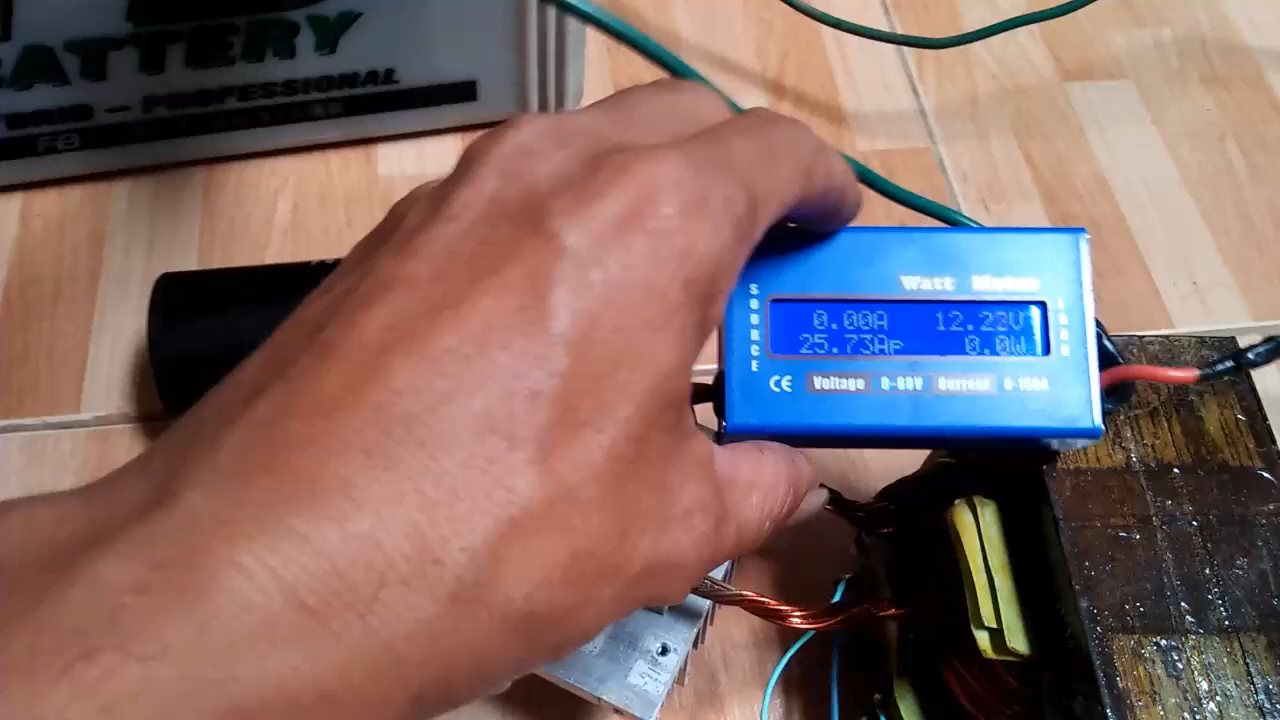 BATTERY
– PROFESSIONAL
Watt Meter
SOURCE
0.00A 12.23V
25.73Ap 0.0W
CE Voltage 0-60V Current 0-100A